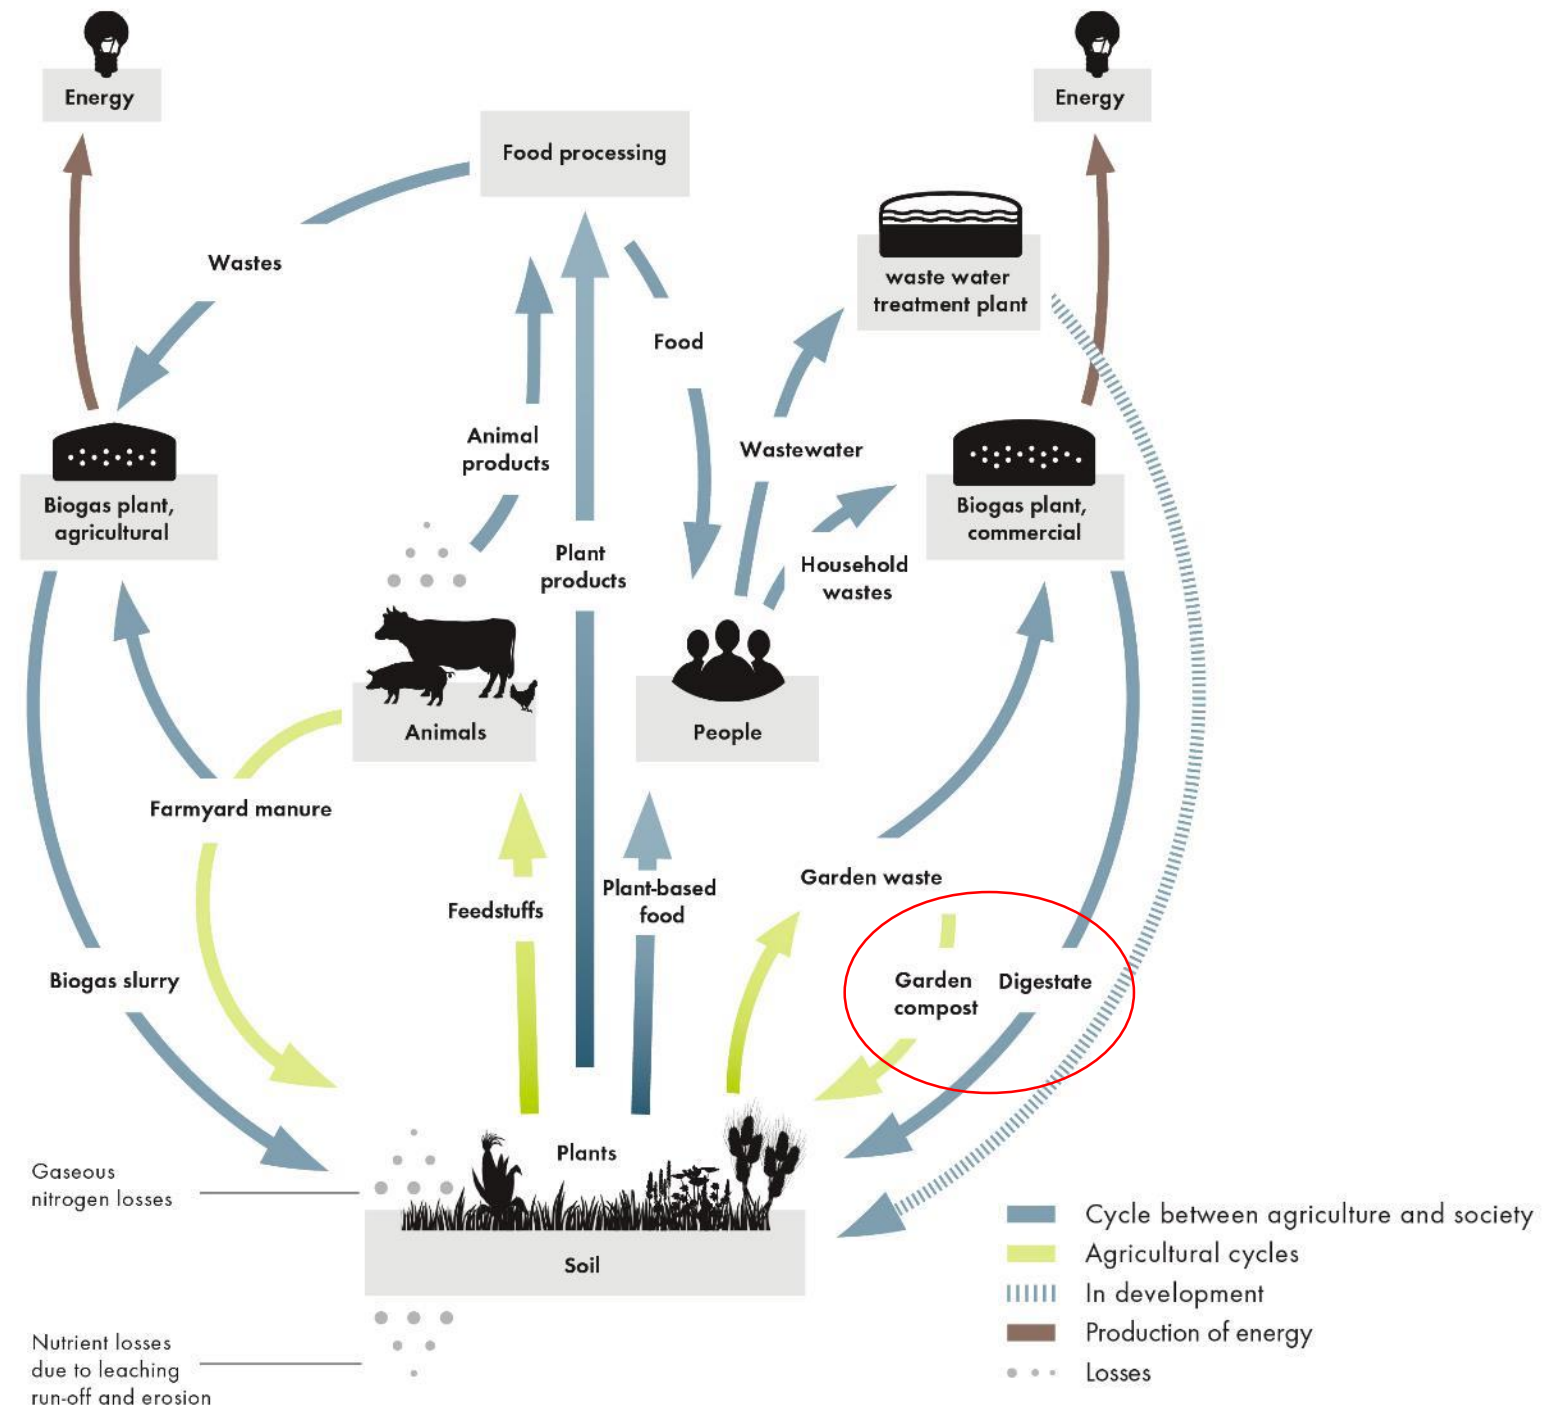 Energy
Energy
Food processing
Wastes
waste water
treatment plant
Food
Animal
products
Wastewater
Biogas plant,
agricultural
Biogas plant,
commercial
Plant
products
Household
wastes
Animals
People
Farmyard manure
Garden waste
Plant-based
food
Feedstuffs
Biogas slurry
Garden
compost
Digestate
Plants
Gaseous
nitrogen losses
Soil
Nutrient losses
due to leaching
run-off and erosion
Cycle between agriculture and society
Agricultural cycles
In development
Production of energy
Losses